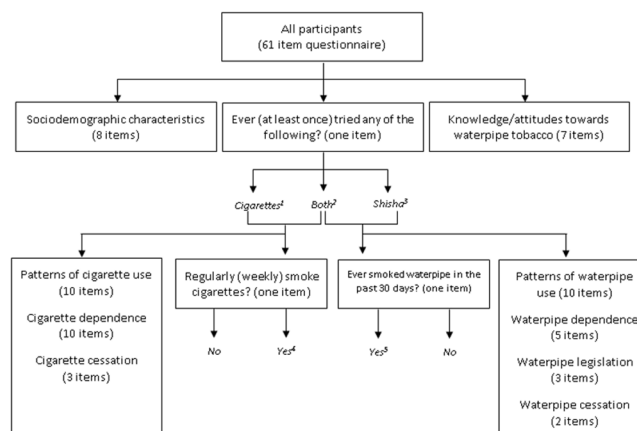 All participants
(61 item questionnaire)
Sociodemographic characteristics
(8 items)
Ever (at least once) tried any of the
following? (one item)
Knowledge/attitudes towards
waterpipe tobacco (7 items)
Cigarettes¹
Both²
Shisha³
Patterns of cigarette use
(10 items)
Cigarette dependence
(10 items)
Cigarette cessation
(3 items)
Regularly (weekly) smoke
cigarettes? (one item)
No
Yes⁴
Ever smoked waterpipe in the
past 30 days? (one item)
Yes⁵
No
Patterns of waterpipe
use (10 items)
Waterpipe dependence
(5 items)
Waterpipe legislation
(3 items)
Waterpipe cessation
(2 items)